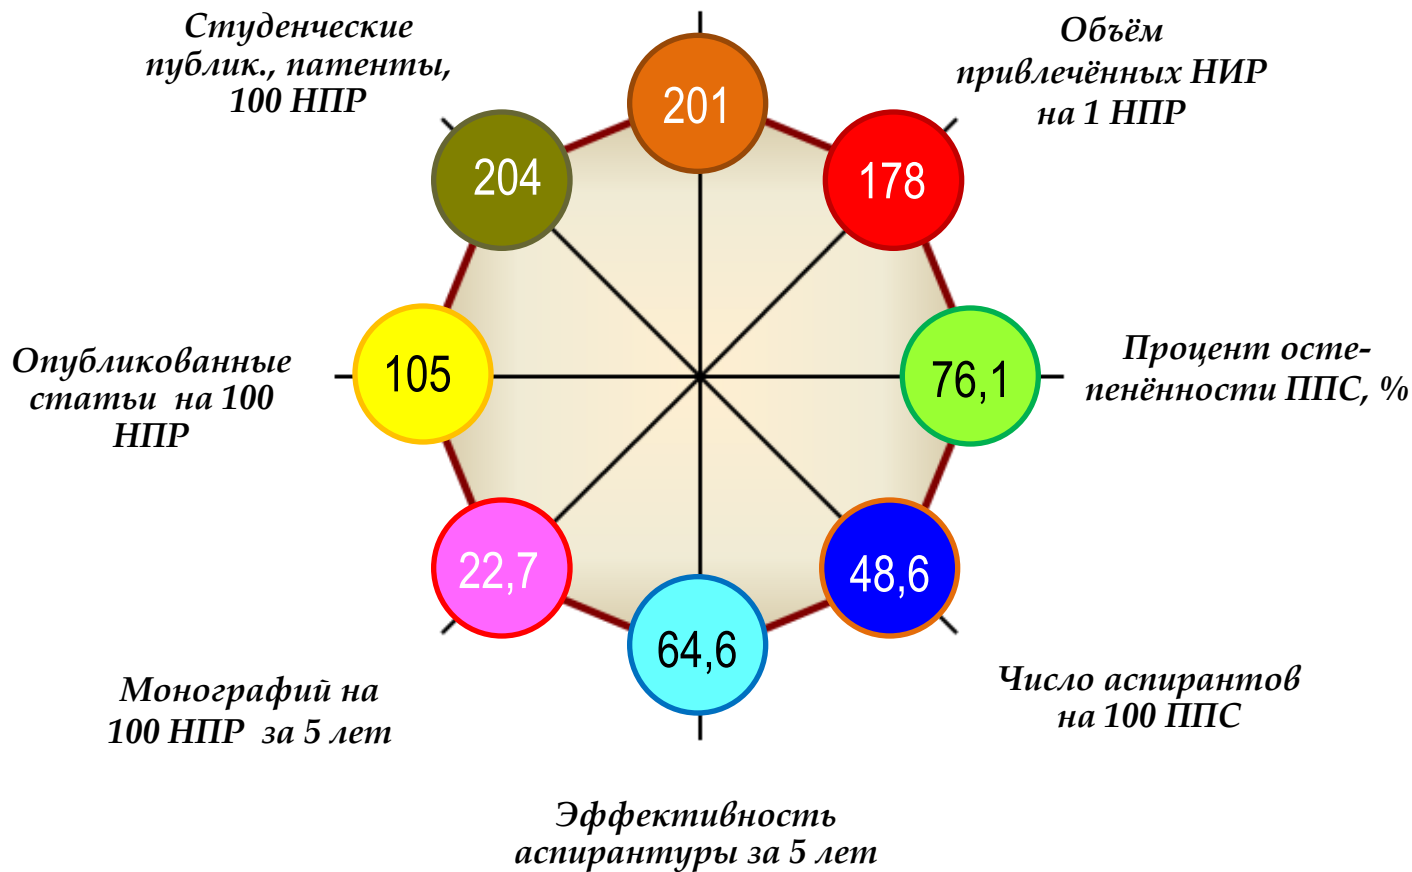 Студенческие
публик., патенты,
100 НПР
201
Объём
привлечённых НИР
на 1 НПР
204
178
Опубликованные
статьи на 100
НПР
105
76,1
Процент осте-
пенённости ППС, %
22,7
48,6
64,6
Монографий на
100 НПР за 5 лет
Число аспирантов
на 100 ППС
Эффективность
аспирантуры за 5 лет